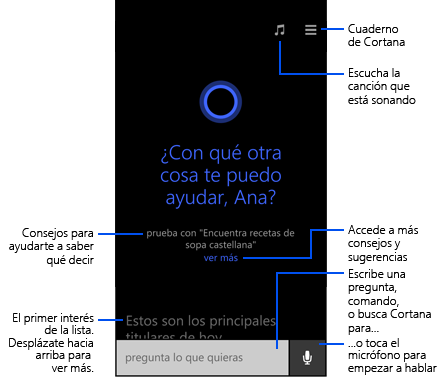 Cuaderno
de Cortana
Escucha la
canción que
está sonando
¿Con qué otra
cosa te puedo
ayudar, Ana?
Consejos para
ayudarte a saber
qué decir
prueba con "Encuentra recetas de
sopa castellana"
ver más
Accede a más
consejos y
sugerencias
Escribe una
pregunta,
comando,
o busca Cortana
para...
El primer interés
de la lista.
Desplázate hacia
arriba para
ver más.
Estos son los principales
titulares de hoy
pregunta lo que quieras
...o toca el
micrófono para
empezar a hablar